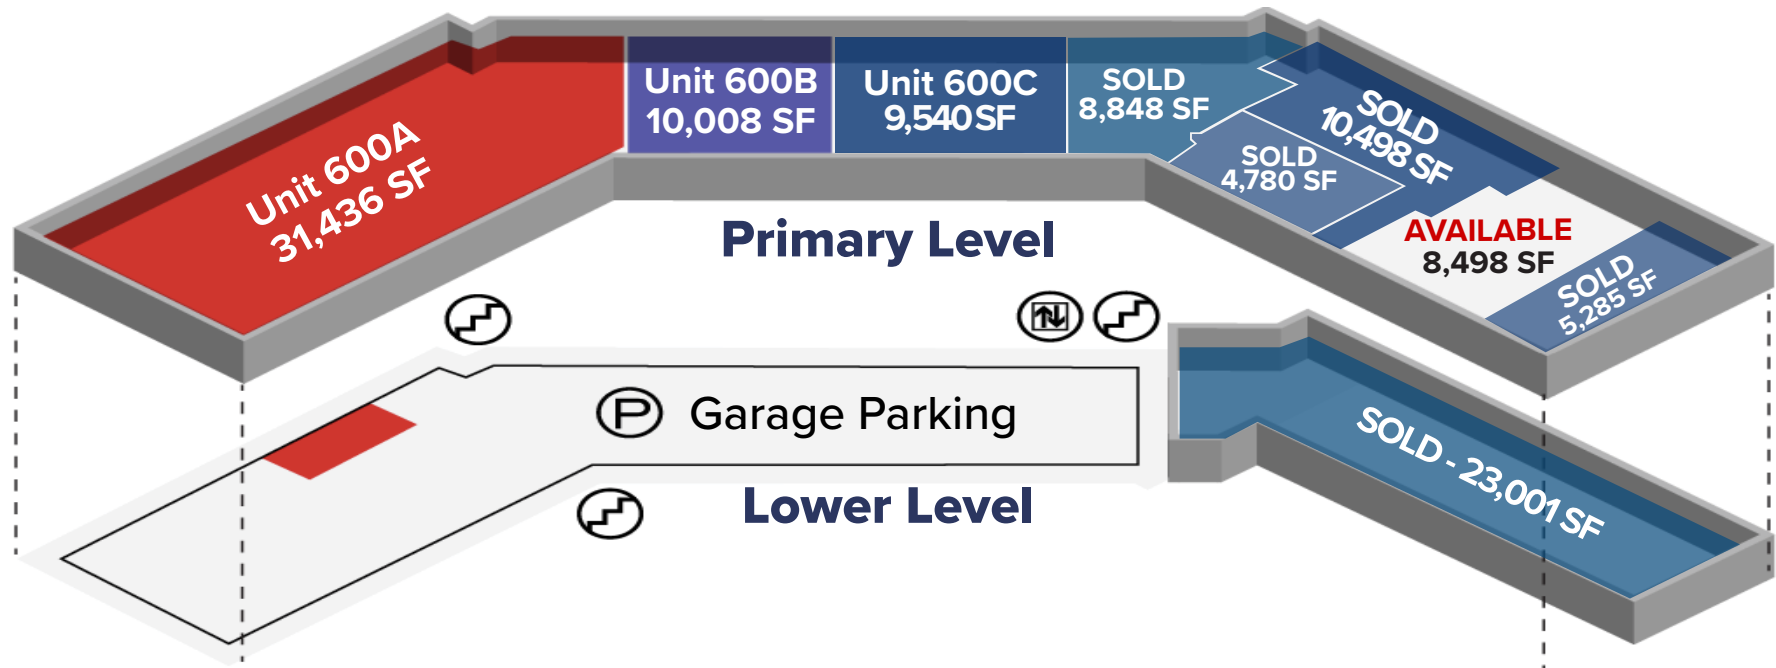 Unit 600A
31,436 SF
Unit 600B
10,008 SF
Unit 600C
9,540 SF
SOLD
8,848 SF
SOLD
10,498 SF
SOLD
4,780 SF
AVAILABLE
8,498 SF
SOLD
5,285 SF
Primary Level
P Garage Parking
Lower Level
SOLD - 23,001 SF